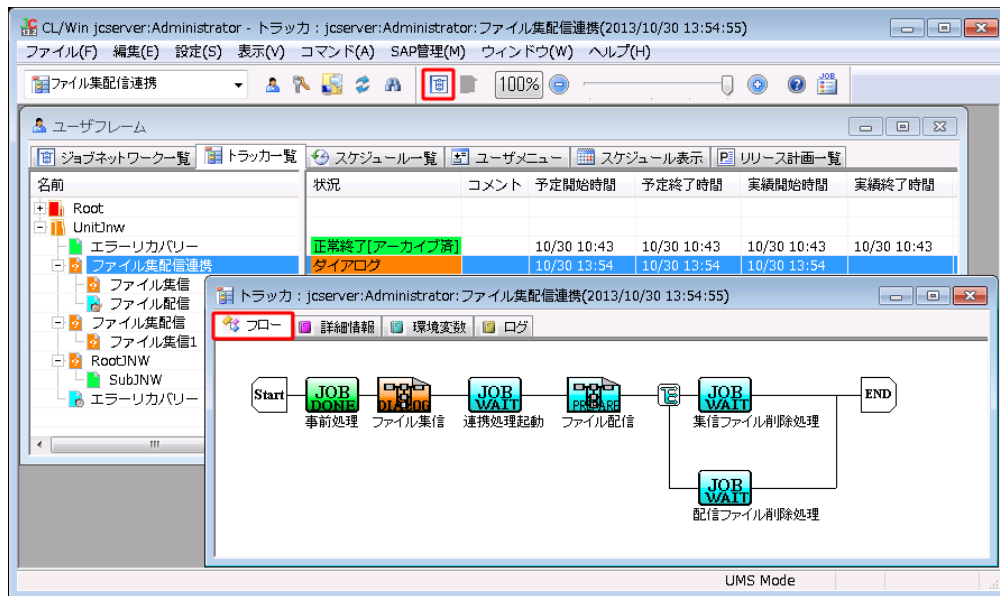 CL/Win jcserver:Administrator - トラッカ : jcserver:Administrator:ファイル集配信連携(2013/10/30 13:54:55)
ファイル(F) 編集(E) 設定(S) 表示(V) コマンド(A) SAP管理(M) ウィンドウ(W) ヘルプ(H)
ファイル集配信連携 100% JOB
ユーザフレーム
ジョブネットワーク一覧 トラッカー一覧 スケジュール一覧 ユーザメニュー スケジュール表示 リリース計画一覧
名前 状況 コメント 予定開始時間 予定終了時間 実績開始時間 実績終了時間
Root
UnitJnw
エラーリカバリー 正常終了[アーカイブ済] 10/30 10:43 10/30 10:43 10/30 10:43 10/30 10:43
ファイル集配信連携 ダイアログ 10/30 13:54 10/30 13:54 10/30 13:54
ファイル集信
ファイル配信
ファイル集配信
ファイル集信1
RootJNW
SubJNW
エラーリカバリー
トラッカ : jcserver:Administrator:ファイル集配信連携(2013/10/30 13:54:55)
フロー 詳細情報 環境変数 ログ
Start JOB DONE DIALOG JOB WAIT PREPARE JOB WAIT END
事前処理 ファイル集信 連携処理起動 ファイル配信 集信ファイル削除処理
JOB WAIT
配信ファイル削除処理
UMS Mode